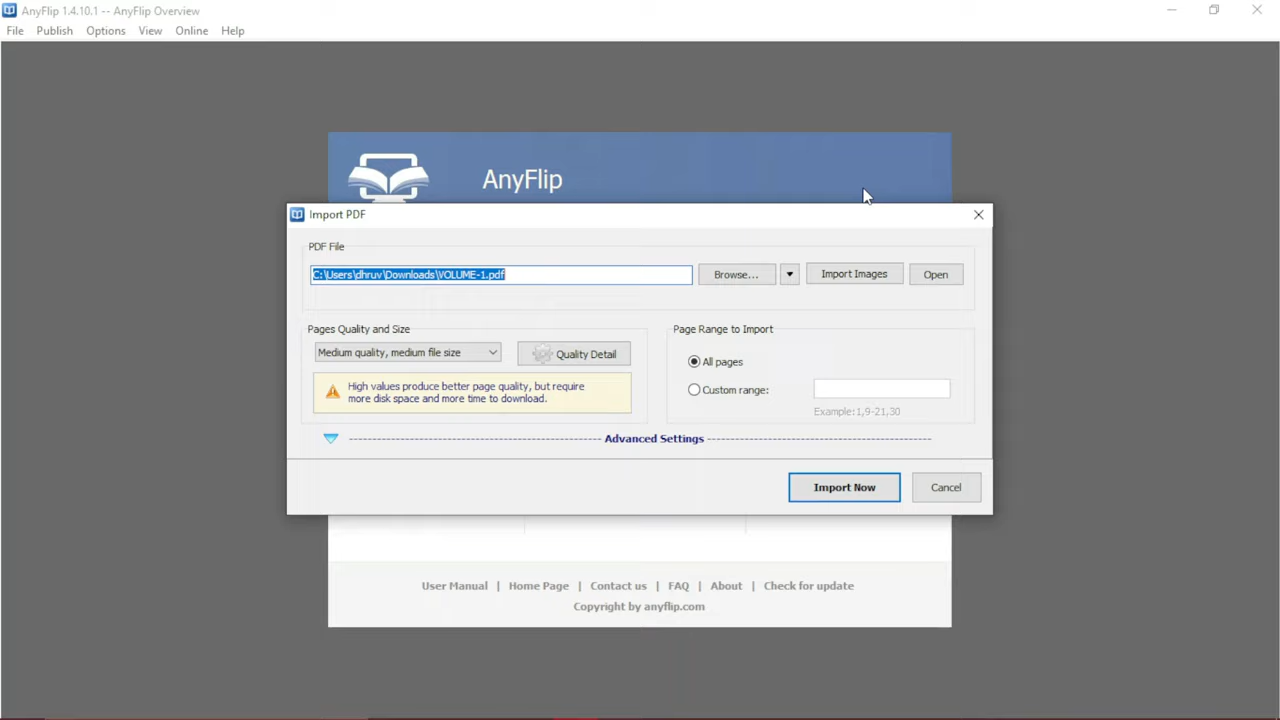 AnyFlip 1.4.10.1 -- AnyFlip Overview
File Publish Options View Online Help
AnyFlip
Import PDF
PDF File
C:\Users\dhruv\Downloads\VOLUME-1.pdf Browse... Import Images Open
Pages Quality and Size
Medium quality, medium file size Quality Detail
High values produce better page quality, but require
more disk space and more time to download.
Page Range to Import
All pages
Custom range:
Example:1,9-21,30
Advanced Settings
Import Now Cancel
User Manual | Home Page | Contact us | FAQ | About | Check for update
Copyright by anyflip.com